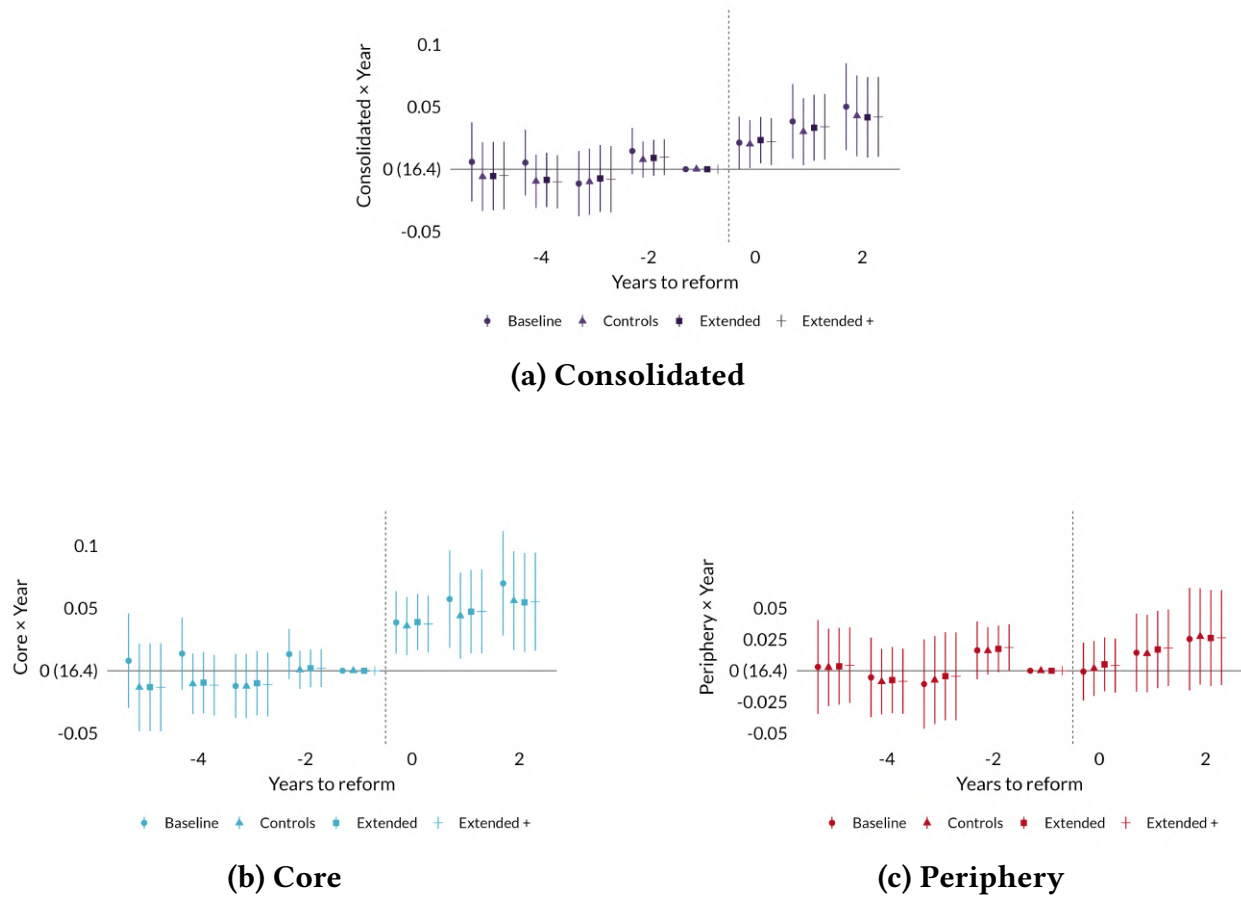 0.1
0.05
0 (16.4)
-0.05
Consolidated × Year
-4 -2 0 2
Years to reform
Baseline Controls Extended Extended +
(a) Consolidated
0.1
0.05
0 (16.4)
-0.05
Core × Year
-4 -2 0 2
Years to reform
Baseline Controls Extended Extended +
(b) Core
0.05
0.025
0 (16.4)
-0.025
-0.05
Periphery × Year
-4 -2 0 2
Years to reform
Baseline Controls Extended Extended +
(c) Periphery